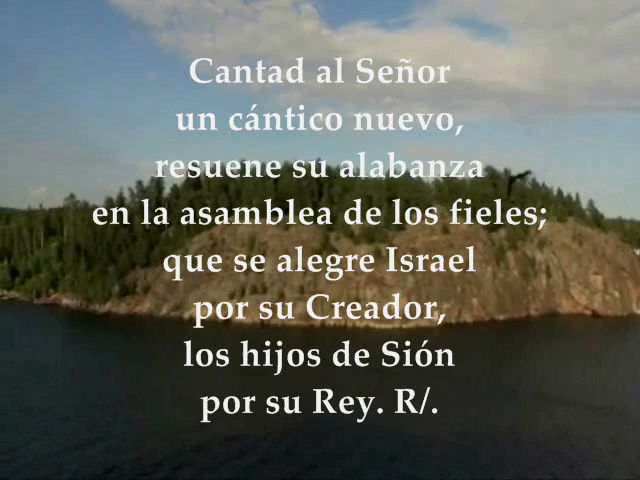 Cantad al Señor
un cántico nuevo,
resuene su alabanza
en la asamblea de los fieles;
que se alegre Israel
por su Creador,
los hijos de Sión
por su Rey. R/.